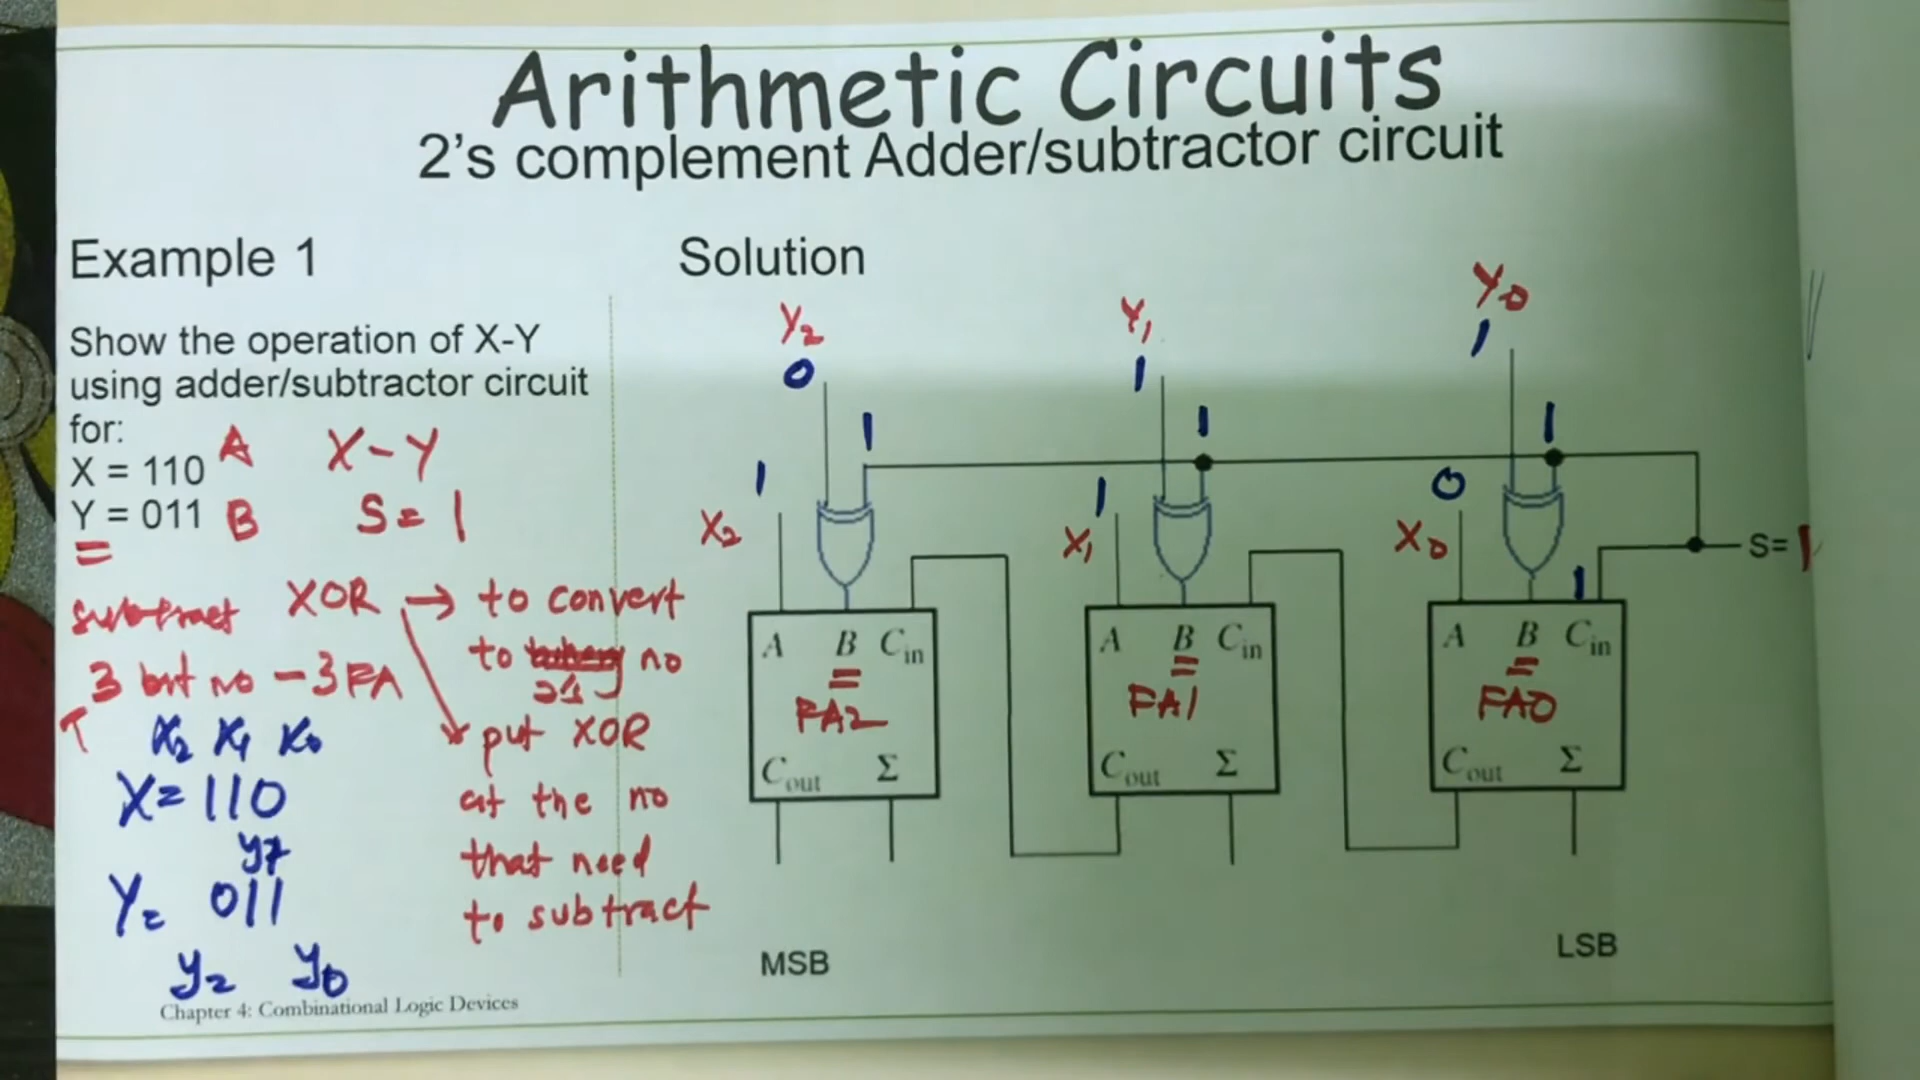 Arithmetic Circuits
2's complement Adder/subtractor circuit
Example 1
Show the operation of X-Y
using adder/subtractor circuit
for:
X = 110 A
Y = 011 B
X-Y
S = 1
subtract XOR → to convert
to no
3 bit no - 3FA
put XOR
at the no
that need
to subtract
X2 X1 X0
X = 110
Y1
Y = 011
Y2 Y0
Chapter 4: Combinational Logic Devices
Solution
Y2 Y1 Y0
0 1 1
1 1 1
1 1 0
X2 X1 X0
S= 1
1
A B Cin A B Cin A B Cin
FA2 FA1 FA0
Cout Σ Cout Σ Cout Σ
MSB LSB